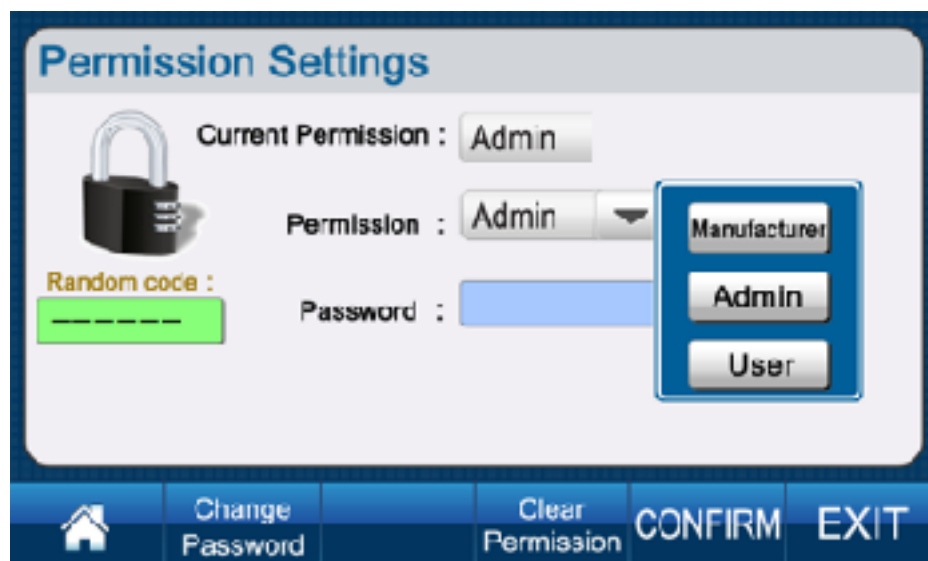 Permission Settings
Current Permission : Admin
Permission : Admin
Manufacturer
Random code :
------
Password :
Admin
User
Change
Password
Clear
Permission
CONFIRM
EXIT